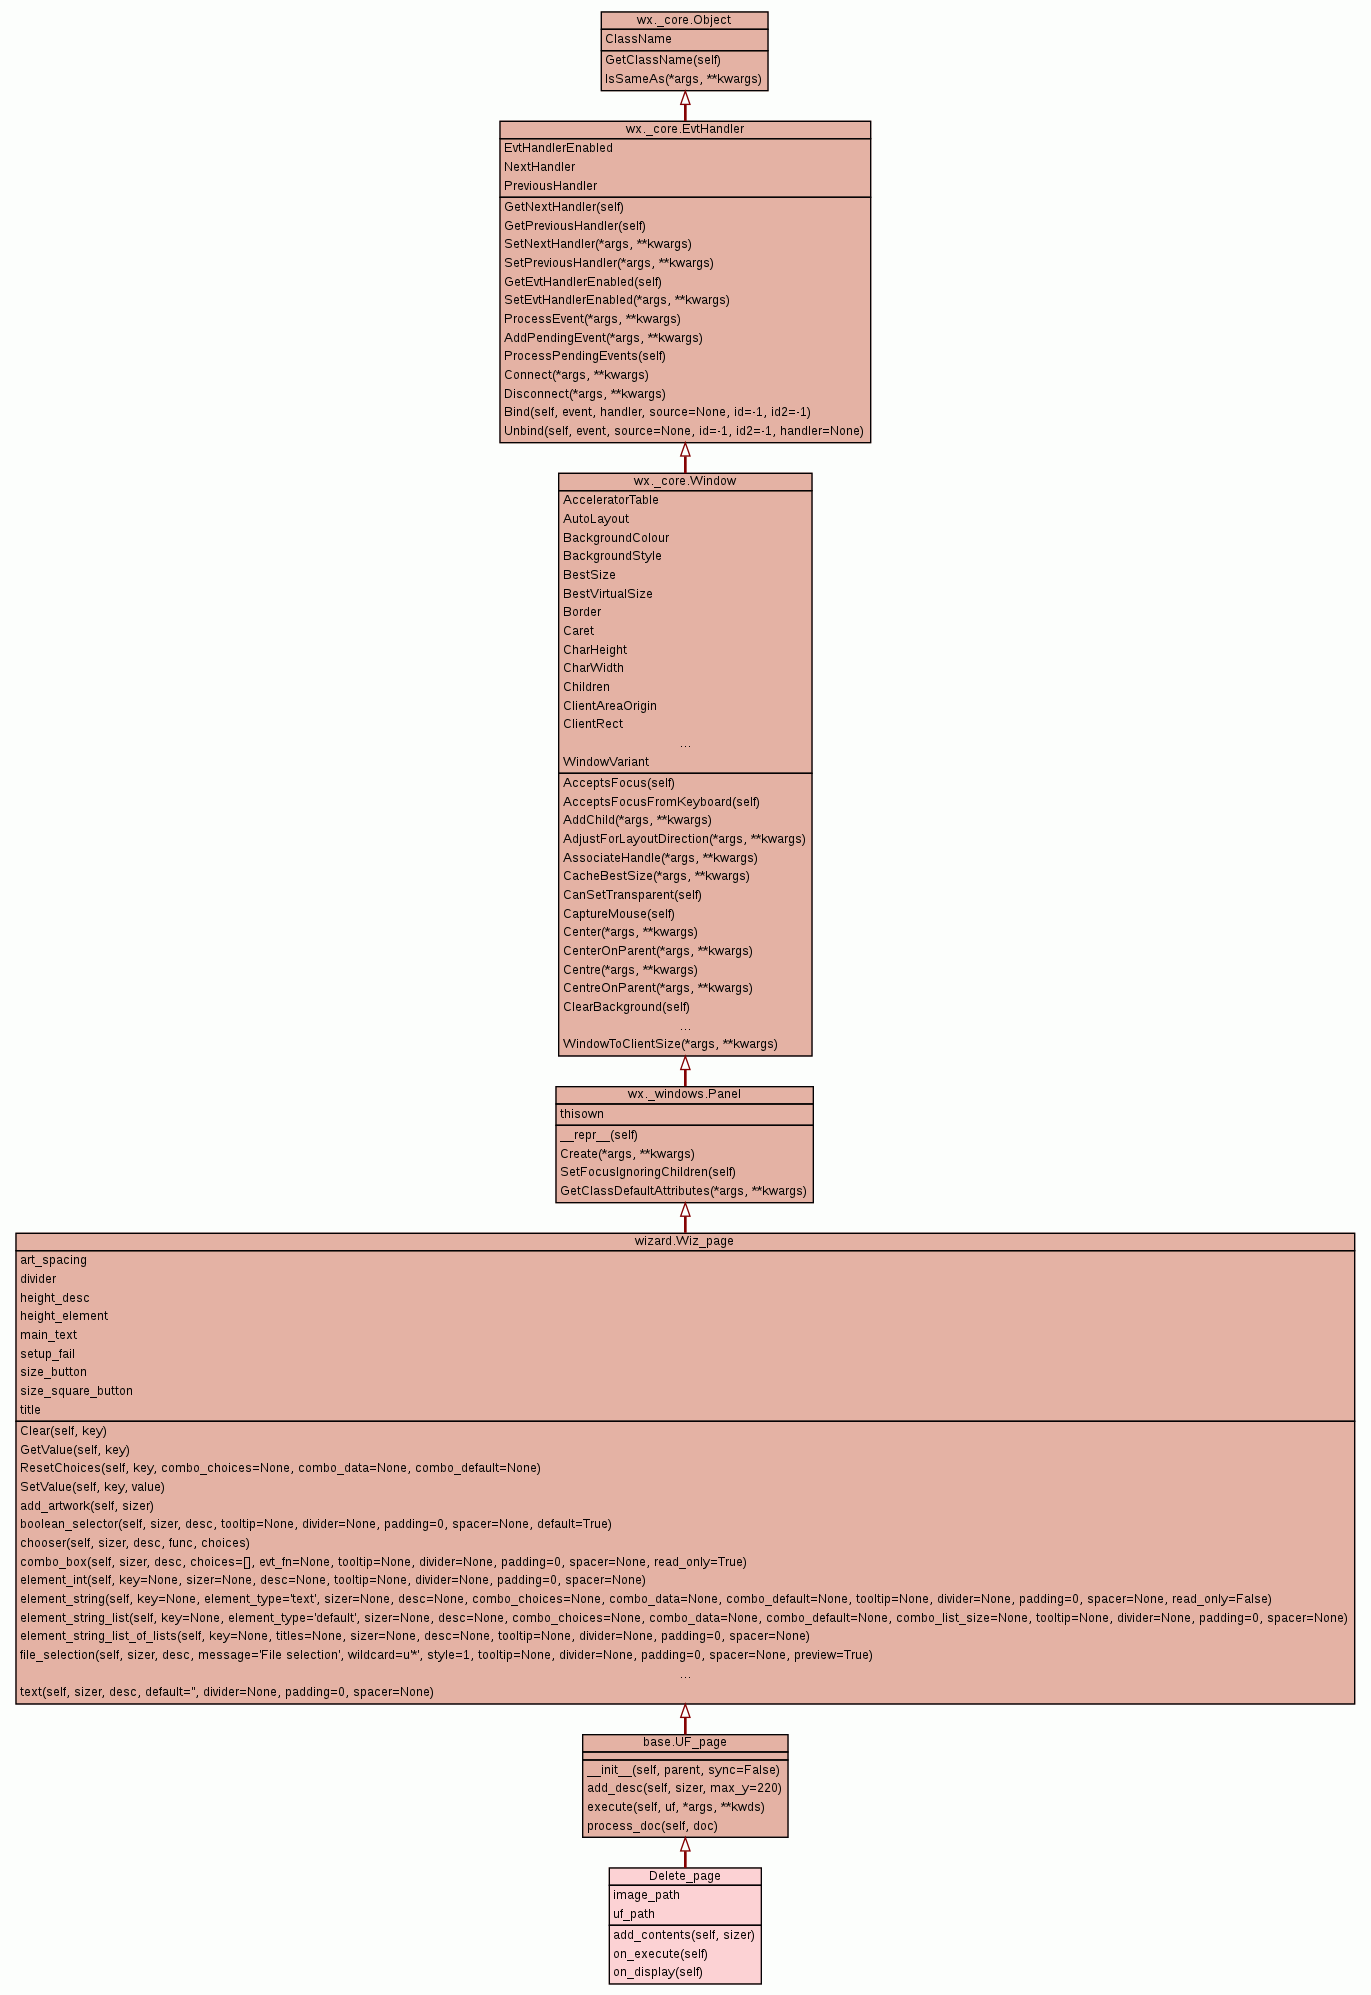 wx._core.Object
ClassName
GetClassName(self)
IsSameAs(*args, **kwargs)
wx._core.EvtHandler
EvtHandlerEnabled
NextHandler
PreviousHandler
GetNextHandler(self)
GetPreviousHandler(self)
SetNextHandler(*args, **kwargs)
SetPreviousHandler(*args, **kwargs)
GetEvtHandlerEnabled(self)
SetEvtHandlerEnabled(*args, **kwargs)
ProcessEvent(*args, **kwargs)
AddPendingEvent(*args, **kwargs)
ProcessPendingEvents(self)
Connect(*args, **kwargs)
Disconnect(*args, **kwargs)
Bind(self, event, handler, source=None, id=-1, id2=-1)
Unbind(self, event, source=None, id=-1, id2=-1, handler=None)
wx._core.Window
AcceleratorTable
AutoLayout
BackgroundColour
BackgroundStyle
BestSize
BestVirtualSize
Border
Caret
CharHeight
CharWidth
Children
ClientAreaOrigin
ClientRect
...
WindowVariant
AcceptsFocus(self)
AcceptsFocusFromKeyboard(self)
AddChild(*args, **kwargs)
AdjustForLayoutDirection(*args, **kwargs)
AssociateHandle(*args, **kwargs)
CacheBestSize(*args, **kwargs)
CanSetTransparent(self)
CaptureMouse(self)
Center(*args, **kwargs)
CenterOnParent(*args, **kwargs)
Centre(*args, **kwargs)
CentreOnParent(*args, **kwargs)
ClearBackground(self)
...
WindowToClientSize(*args, **kwargs)
wx._windows.Panel
thisown
__repr__(self)
Create(*args, **kwargs)
SetFocusIgnoringChildren(self)
GetClassDefaultAttributes(*args, **kwargs)
wizard.Wiz_page
art_spacing
divider
height_desc
height_element
main_text
setup_fail
size_button
size_square_button
title
Clear(self, key)
GetValue(self, key)
ResetChoices(self, key, combo_choices=None, combo_data=None, combo_default=None)
SetValue(self, key, value)
add_artwork(self, sizer)
boolean_selector(self, sizer, desc, tooltip=None, divider=None, padding=0, spacer=None, default=True)
chooser(self, sizer, desc, func, choices)
combo_box(self, sizer, desc, choices=[], evt_fn=None, tooltip=None, divider=None, padding=0, spacer=None, read_only=True)
element_int(self, key=None, sizer=None, desc=None, tooltip=None, divider=None, padding=0, spacer=None)
element_string(self, key=None, element_type='text', sizer=None, desc=None, combo_choices=None, combo_data=None, combo_default=None, tooltip=None, divider=None, padding=0, spacer=None, read_only=False)
element_string_list(self, key=None, element_type='default', sizer=None, desc=None, combo_choices=None, combo_data=None, combo_default=None, combo_list_size=None, tooltip=None, divider=None, padding=0, spacer=None)
element_string_list_of_lists(self, key=None, titles=None, sizer=None, desc=None, tooltip=None, divider=None, padding=0, spacer=None)
file_selection(self, sizer, desc, message='File selection', wildcard=u'*', style=1, tooltip=None, divider=None, padding=0, spacer=None, preview=True)
...
text(self, sizer, desc, default='', divider=None, padding=0, spacer=None)
base.UF_page
__init__(self, parent, sync=False)
add_desc(self, sizer, max_y=220)
execute(self, uf, *args, **kwds)
process_doc(self, doc)
Delete_page
image_path
uf_path
add_contents(self, sizer)
on_execute(self)
on_display(self)